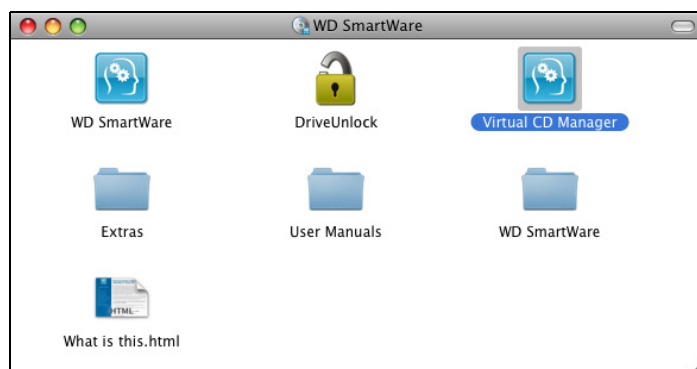 WD SmartWare
WD SmartWare
DriveUnlock
Virtual CD Manager
Extras
User Manuals
WD SmartWare
HTML
What is this.html